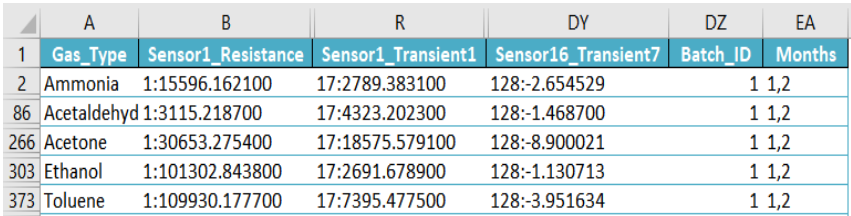 A B R DY DZ EA
1 Gas_Type Sensor1_Resistance Sensor1_Transient1 Sensor16_Transient7 Batch_ID Months
2 Ammonia 1:15596.162100 17:2789.383100 128:-2.654529 1 1,2
86 Acetaldehyd 1:3115.218700 17:4323.202300 128:-1.468700 1 1,2
266 Acetone 1:30653.275400 17:18575.579100 128:-8.900021 1 1,2
303 Ethanol 1:101302.843800 17:2691.678900 128:-1.130713 1 1,2
373 Toluene 1:109930.177700 17:7395.477500 128:-3.951634 1 1,2